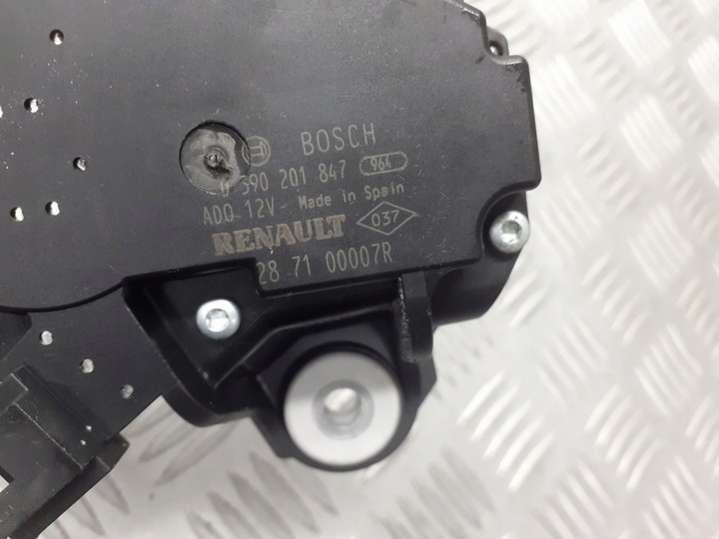 BOSCH
0 390 201 847 964
ADO 12V- Made in Spain
RENAULT 037
28 71 00007R